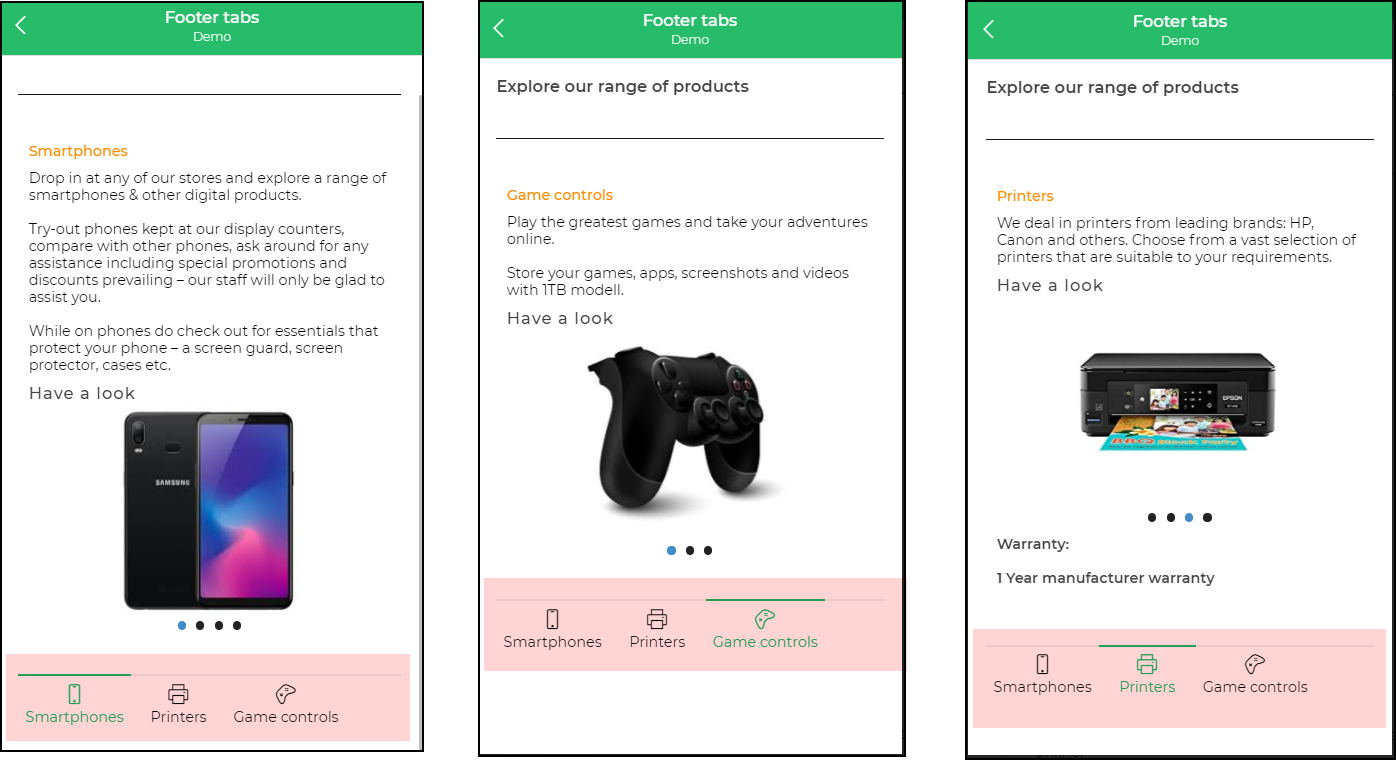 Footer tabs
Demo
Smartphones
Drop in at any of our stores and explore a range of
smartphones & other digital products.
Try-out phones kept at our display counters,
compare with other phones, ask around for any
assistance including special promotions and
discounts prevailing – our staff will only be glad to
assist you.
While on phones do check out for essentials that
protect your phone – a screen guard, screen
protector, cases etc.
Have a look
SAMSUNG
Smartphones
Printers
Game controls
Footer tabs
Demo
Explore our range of products
Game controls
Play the greatest games and take your adventures
online.
Store your games, apps, screenshots and videos
with 1TB modell.
Have a look
Smartphones
Printers
Game controls
Footer tabs
Demo
Explore our range of products
Printers
We deal in printers from leading brands: HP,
Canon and others. Choose from a vast selection of
printers that are suitable to your requirements.
Have a look
EPSON
BBQ Block Party
Warranty:
1 Year manufacturer warranty
Smartphones
Printers
Game controls